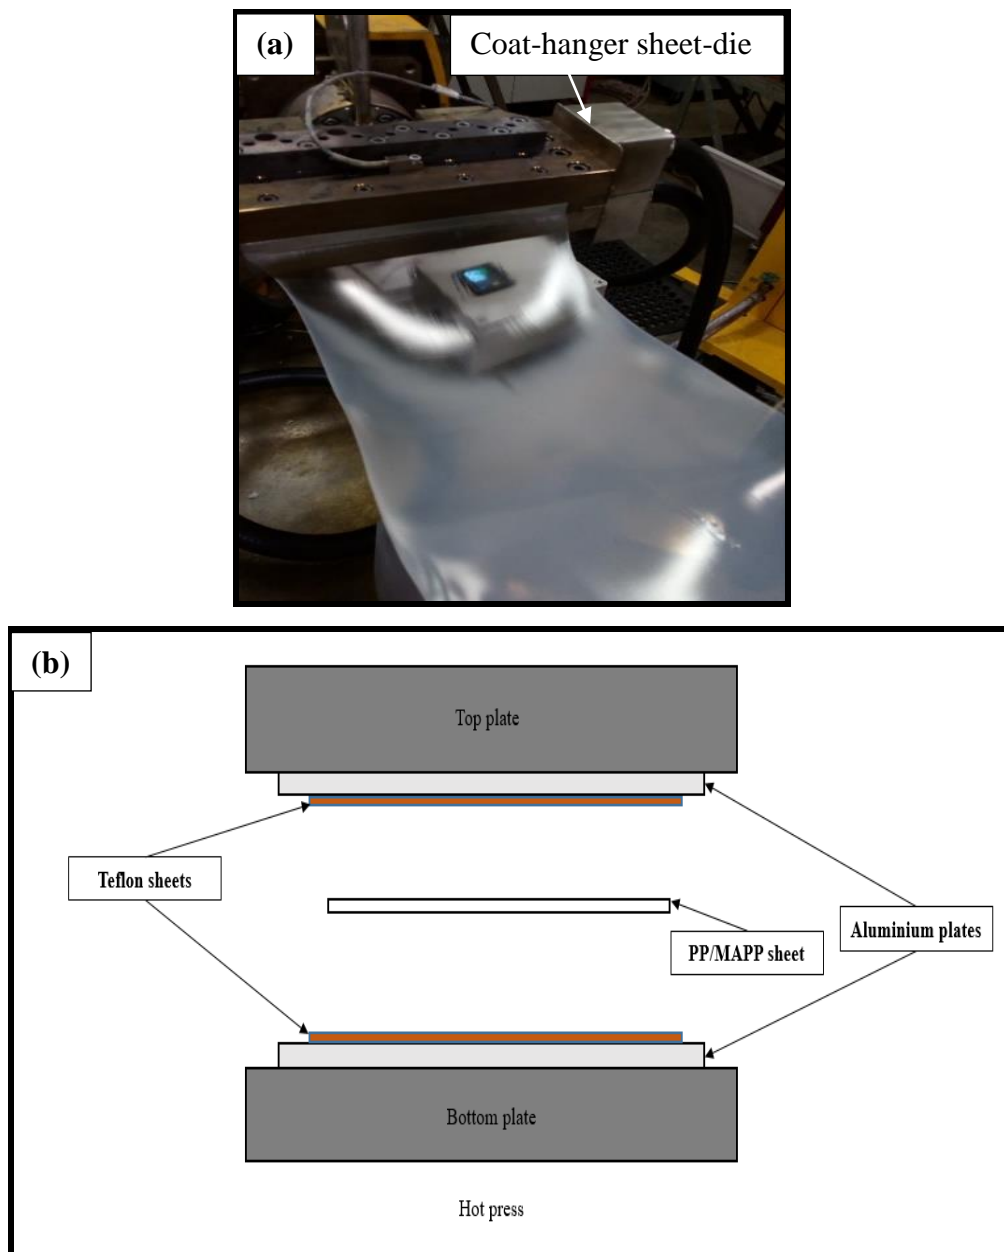 (a)
Coat-hanger sheet-die
(b)
Top plate
Teflon sheets
PP/MAPP sheet
Aluminium plates
Bottom plate
Hot press